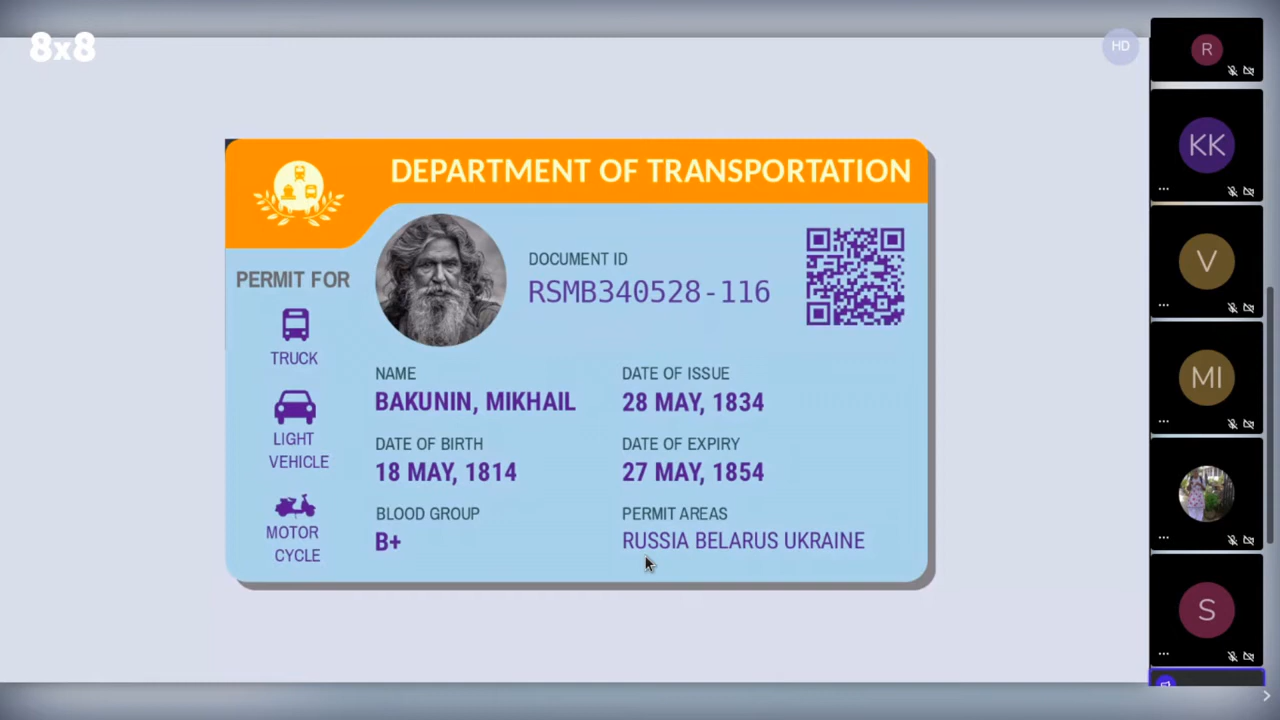 8x8
HD
DEPARTMENT OF TRANSPORTATION
PERMIT FOR
TRUCK
LIGHT
VEHICLE
MOTOR
CYCLE
DOCUMENT ID
RSMB340528-116
NAME
BAKUNIN, MIKHAIL
DATE OF ISSUE
28 MAY, 1834
DATE OF BIRTH
18 MAY, 1814
DATE OF EXPIRY
27 MAY, 1854
BLOOD GROUP
B+
PERMIT AREAS
RUSSIA BELARUS UKRAINE
R
KK
V
MI
S